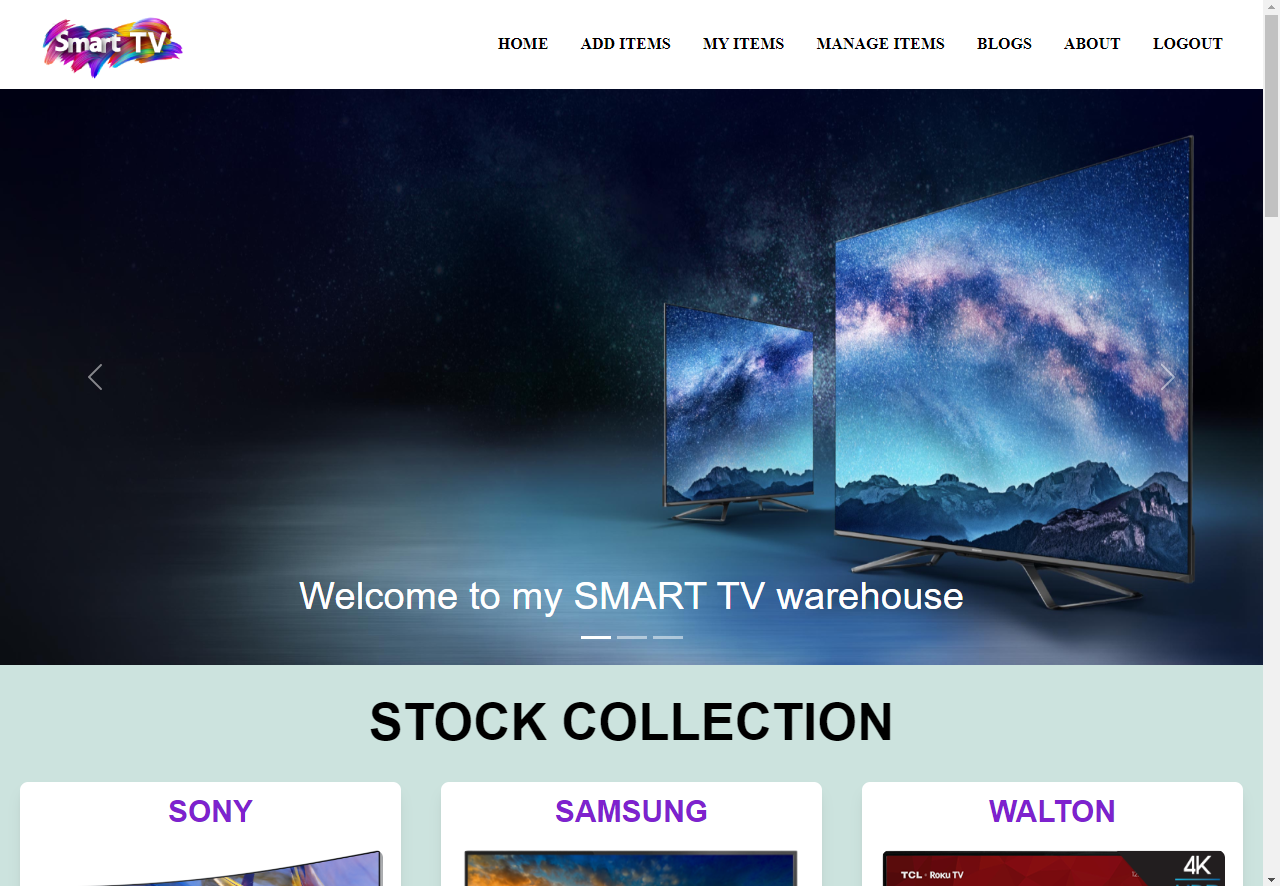 Smart TV
HOME ADD ITEMS MY ITEMS MANAGE ITEMS BLOGS ABOUT LOGOUT
Welcome to my SMART TV warehouse
STOCK COLLECTION
SONY SAMSUNG WALTON
TCL · Roku TV 4K